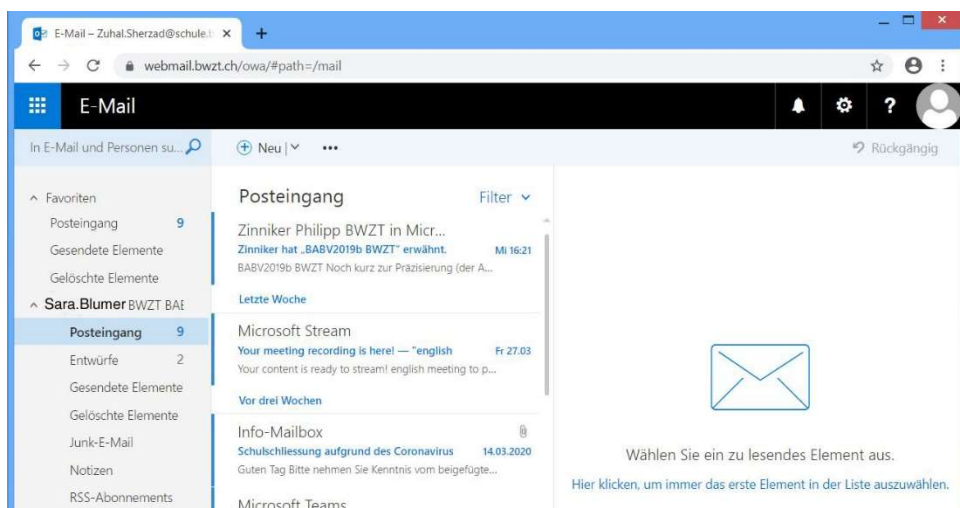 E-Mail – Zuhal.Sherzad@schule.b
webmail.bwzt.ch/owa/#path=/mail
E-Mail
In E-Mail und Personen su...
Neu
Rückgängig
Favoriten
Posteingang 9
Gesendete Elemente
Gelöschte Elemente
Sara.Blumer BWZT BAB
Posteingang 9
Entwürfe 2
Gesendete Elemente
Gelöschte Elemente
Junk-E-Mail
Notizen
RSS-Abonnements
Posteingang
Filter
Zinniker Philipp BWZT in Micr...
Zinniker hat „BABV2019b BWZT“ erwähnt. Mi 16:21
BABV2019b BWZT Noch kurz zur Präzisierung (der A...
Letzte Woche
Microsoft Stream
Your meeting recording is here! — "english Fr 27.03
Your content is ready to stream! english meeting to p...
Vor drei Wochen
Info-Mailbox
Schulschliessung aufgrund des Coronavirus 14.03.2020
Guten Tag Bitte nehmen Sie Kenntnis vom beigefügte...
Microsoft Teams
Wählen Sie ein zu lesendes Element aus.
Hier klicken, um immer das erste Element in der Liste auszuwählen.